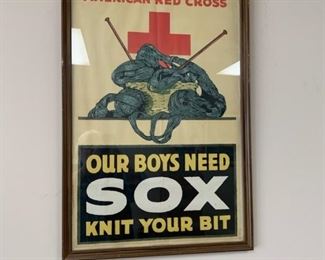 AMERICAN RED CROSS
OUR BOYS NEED
SOX
KNIT YOUR BIT